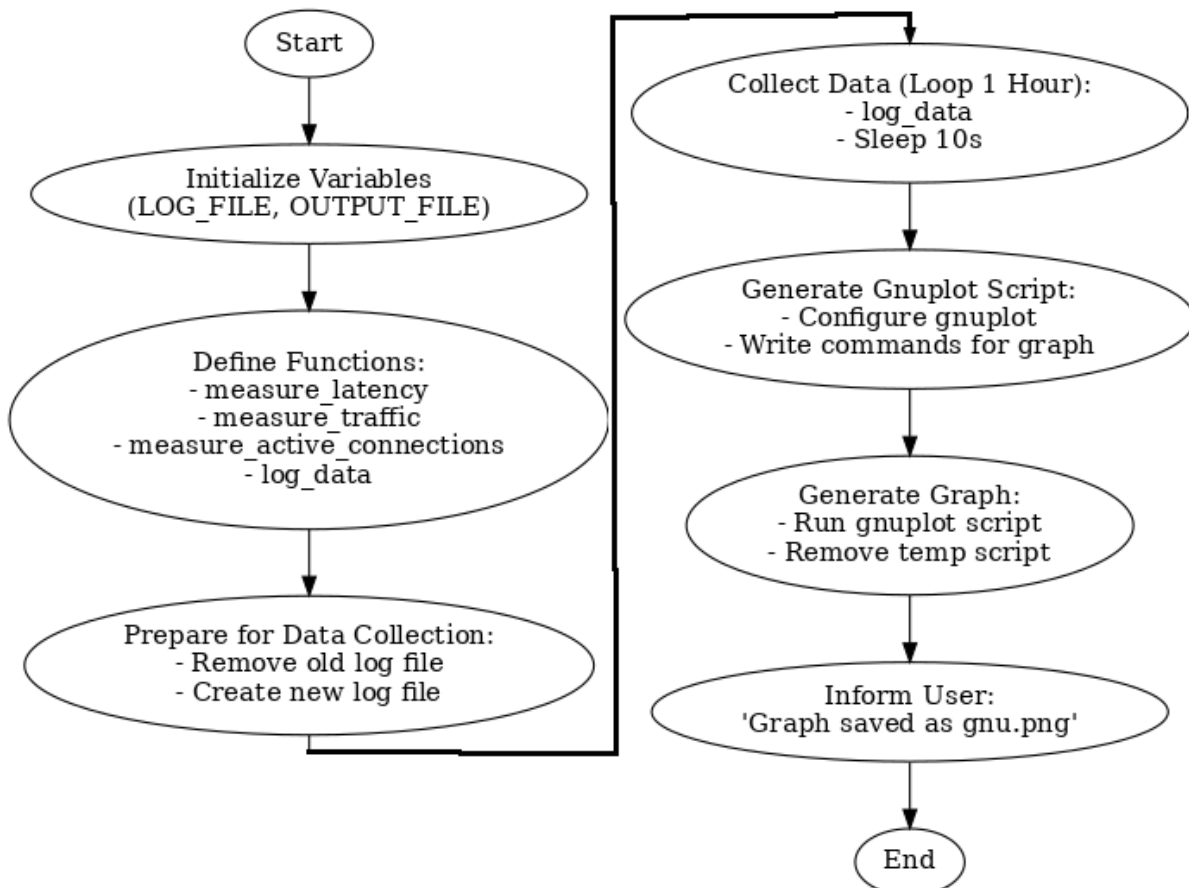 Start
Initialize Variables
(LOG_FILE, OUTPUT_FILE)
Define Functions:
- measure_latency
- measure_traffic
- measure_active_connections
- log_data
Prepare for Data Collection:
- Remove old log file
- Create new log file
Collect Data (Loop 1 Hour):
- log_data
- Sleep 10s
Generate Gnuplot Script:
- Configure gnuplot
- Write commands for graph
Generate Graph:
- Run gnuplot script
- Remove temp script
Inform User:
'Graph saved as gnu.png'
End